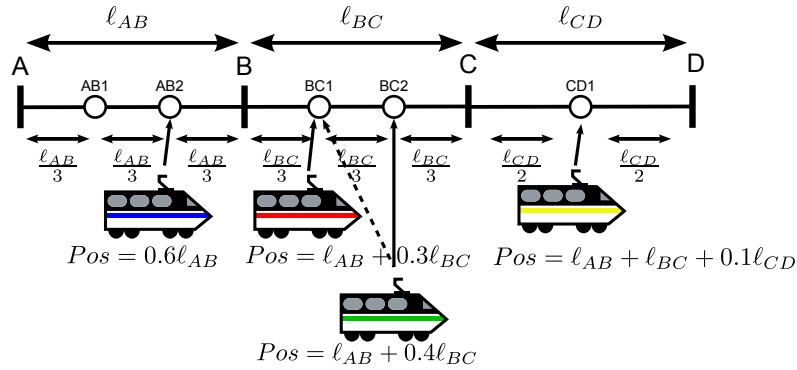 ℓ_AB ℓ_BC ℓ_CD
A B C D
AB1 AB2 BC1 BC2 CD1
ℓ_AB/3 ℓ_AB/3 ℓ_AB/3 ℓ_BC/3 ℓ_BC/3 ℓ_BC/3 ℓ_CD/2 ℓ_CD/2
Pos = 0.6ℓ_AB
Pos = ℓ_AB + 0.3ℓ_BC
Pos = ℓ_AB + ℓ_BC + 0.1ℓ_CD
Pos = ℓ_AB + 0.4ℓ_BC